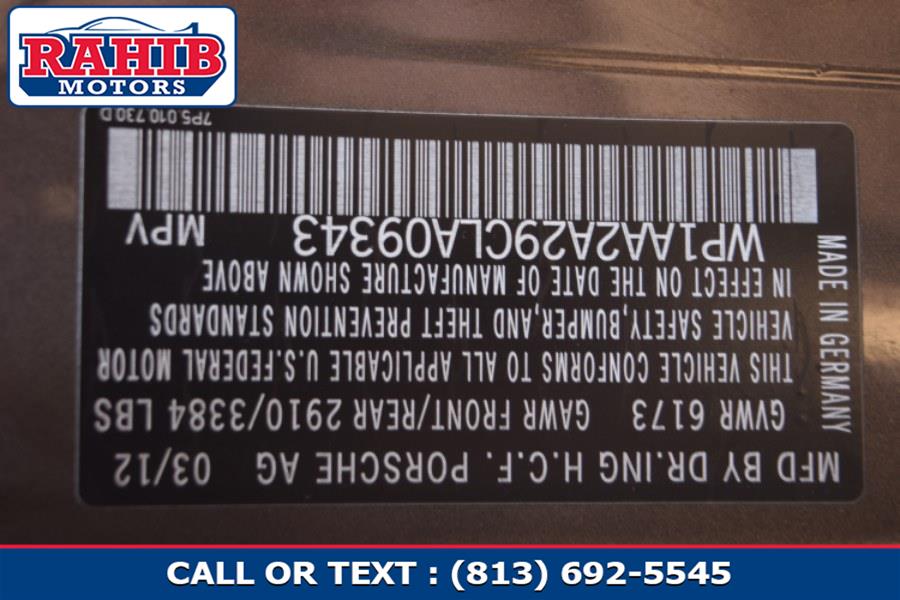 RAHIB
MOTORS
MFD BY DR.ING H.C.F. PORSCHE AG 03/12
GVWR 6173 GAWR FRONT/REAR 2910/3384 LBS
THIS VEHICLE CONFORMS TO ALL APPLICABLE U.S.FEDERAL MOTOR
VEHICLE SAFETY,BUMPER,AND THEFT PREVENTION STANDARDS
IN EFFECT ON THE DATE OF MANUFACTURE SHOWN ABOVE
WP1AA2A29CLA09343 MPV
7P5.010.730.D
MADE IN GERMANY
CALL OR TEXT : (813) 692-5545